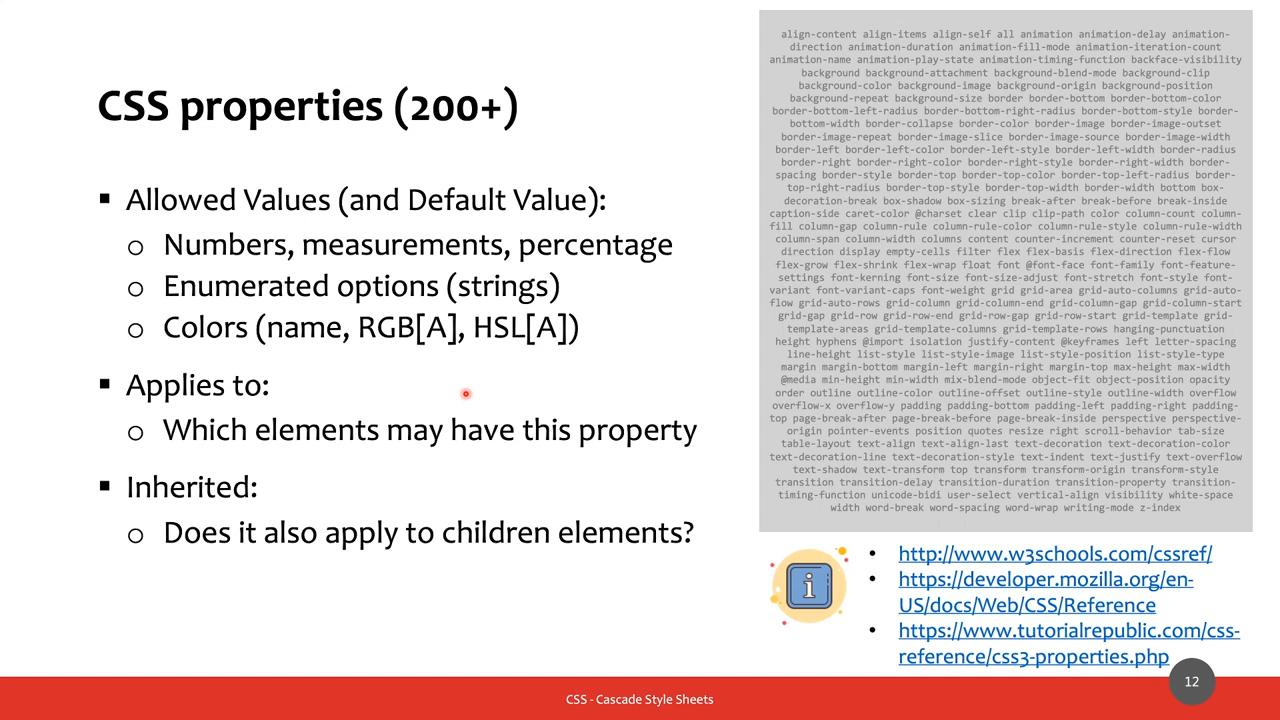 CSS properties (200+)
▪ Allowed Values (and Default Value):
o Numbers, measurements, percentage
o Enumerated options (strings)
o Colors (name, RGB[A], HSL[A])
▪ Applies to:
o Which elements may have this property
▪ Inherited:
o Does it also apply to children elements?
align-content align-items align-self all animation animation-delay animation-
direction animation-duration animation-fill-mode animation-iteration-count
animation-name animation-play-state animation-timing-function backface-visibility
background background-attachment background-blend-mode background-clip
background-color background-image background-origin background-position
background-repeat background-size border border-bottom border-bottom-color
border-bottom-left-radius border-bottom-right-radius border-bottom-style border-
bottom-width border-collapse border-color border-image border-image-outset
border-image-repeat border-image-slice border-image-source border-image-width
border-left border-left-color border-left-style border-left-width border-radius
border-right border-right-color border-right-style border-right-width border-
spacing border-style border-top border-top-color border-top-left-radius border-
top-right-radius border-top-style border-top-width border-width bottom box-
decoration-break box-shadow box-sizing break-after break-before break-inside
caption-side caret-color @charset clear clip clip-path color column-count column-
fill column-gap column-rule column-rule-color column-rule-style column-rule-width
column-span column-width columns content counter-increment counter-reset cursor
direction display empty-cells filter flex flex-basis flex-direction flex-flow
flex-grow flex-shrink flex-wrap float font @font-face font-family font-feature-
settings font-kerning font-size font-size-adjust font-stretch font-style font-
variant font-variant-caps font-weight grid grid-area grid-auto-columns grid-auto-
flow grid-auto-rows grid-column grid-column-end grid-column-gap grid-column-start
grid-gap grid-row grid-row-end grid-row-gap grid-row-start grid-template grid-
template-areas grid-template-columns grid-template-rows hanging-punctuation
height hyphens @import isolation justify-content @keyframes left letter-spacing
line-height list-style list-style-image list-style-position list-style-type
margin margin-bottom margin-left margin-right margin-top max-height max-width
@media min-height min-width mix-blend-mode object-fit object-position opacity
order outline outline-color outline-offset outline-style outline-width overflow
overflow-x overflow-y padding padding-bottom padding-left padding-right padding-
top page-break-after page-break-before page-break-inside perspective perspective-
origin pointer-events position quotes resize right scroll-behavior tab-size
table-layout text-align text-align-last text-decoration text-decoration-color
text-decoration-line text-decoration-style text-indent text-justify text-overflow
text-shadow text-transform top transform transform-origin transform-style
transition transition-delay transition-duration transition-property transition-
timing-function unicode-bidi user-select vertical-align visibility white-space
width word-break word-spacing word-wrap writing-mode z-index
i
• http://www.w3schools.com/cssref/
• https://developer.mozilla.org/en-
US/docs/Web/CSS/Reference
• https://www.tutorialrepublic.com/css-
reference/css3-properties.php
CSS - Cascade Style Sheets
12